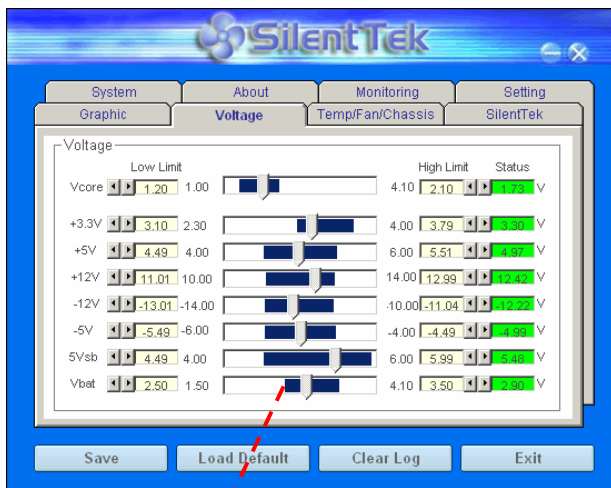 SilentTek
System About Monitoring Setting
Graphic Voltage Temp/Fan/Chassis SilentTek
Voltage
Low Limit High Limit Status
Vcore 1.20 1.00 4.10 2.10 1.73 V
+3.3V 3.10 2.30 4.00 3.79 3.30 V
+5V 4.49 4.00 6.00 5.51 4.97 V
+12V 11.01 10.00 14.00 12.99 12.42 V
-12V -13.01 -14.00 -10.00 -11.04 -12.22 V
-5V -5.49 -6.00 -4.00 -4.49 -4.99 V
5Vsb 4.49 4.00 6.00 5.99 5.48 V
Vbat 2.50 1.50 4.10 3.50 2.90 V
Save Load Default Clear Log Exit